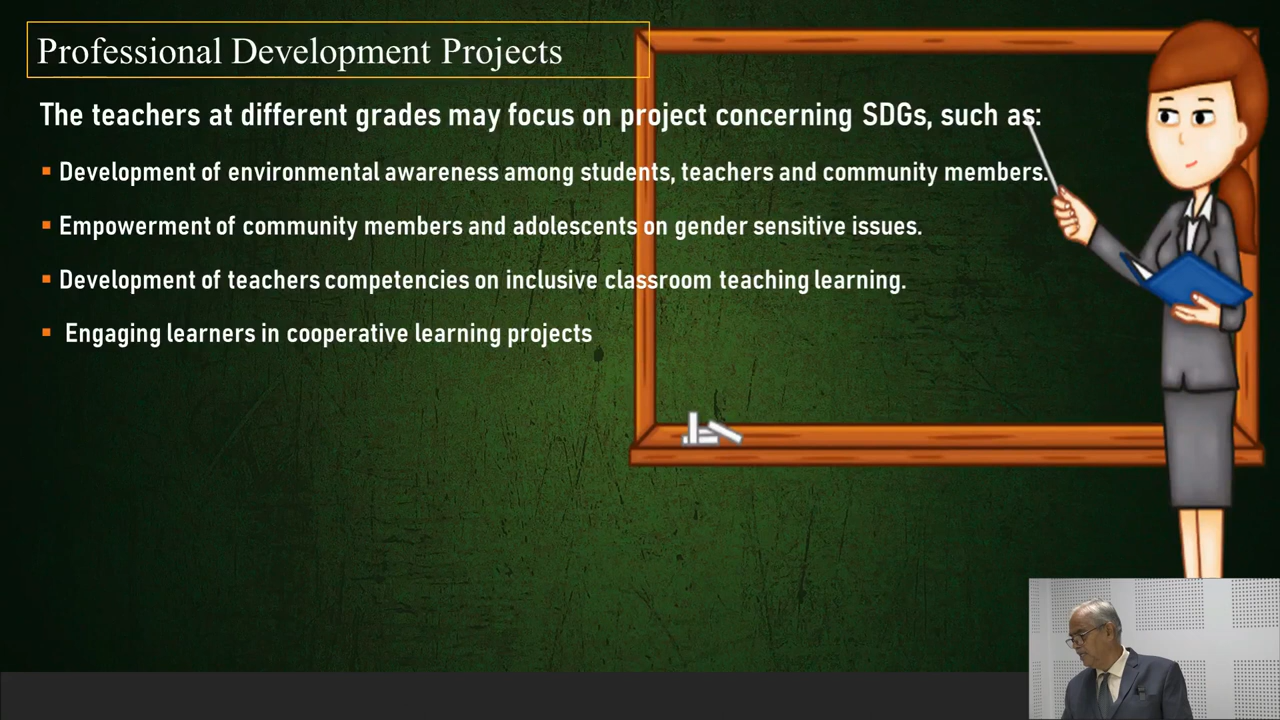 Professional Development Projects
The teachers at different grades may focus on project concerning SDGs, such as:
▪ Development of environmental awareness among students, teachers and community members.
▪ Empowerment of community members and adolescents on gender sensitive issues.
▪ Development of teachers competencies on inclusive classroom teaching learning.
▪ Engaging learners in cooperative learning projects